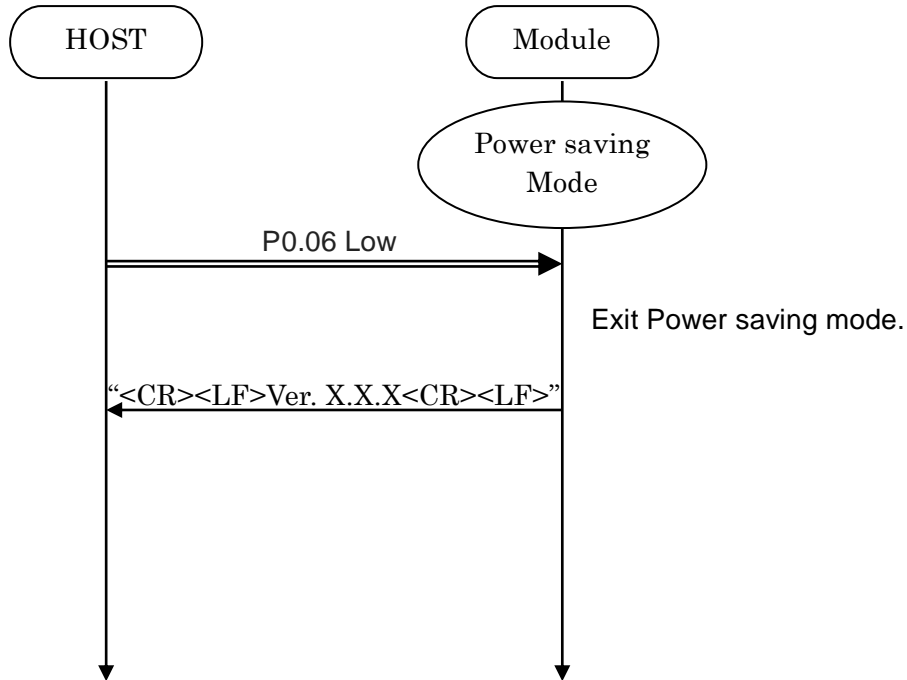 HOST
Module
Power saving
Mode
P0.06 Low
Exit Power saving mode.
“<CR><LF>Ver. X.X.X<CR><LF>”